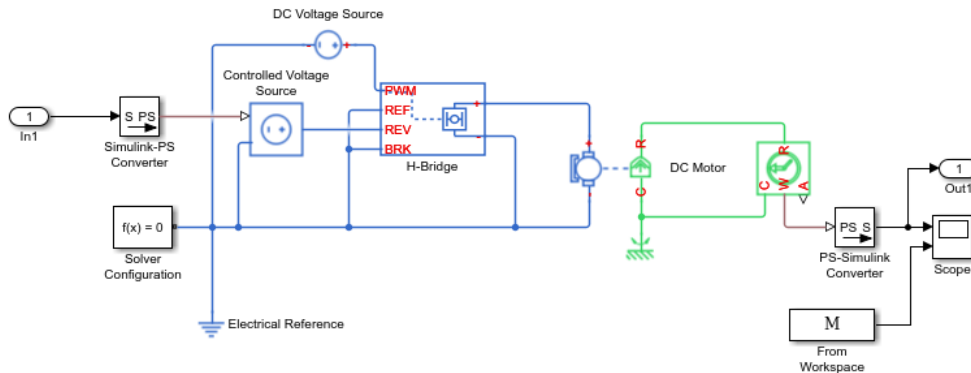 DC Voltage Source
- +
Controlled Voltage
Source
PWM
REF
REV
BRK
+
-
H-Bridge
1
In1
S PS
Simulink-PS
Converter
f(x) = 0
Solver
Configuration
Electrical Reference
+
-
R
C
DC Motor
R
C
W
A
PS S
PS-Simulink
Converter
1
Out1
Scope
M
From
Workspace